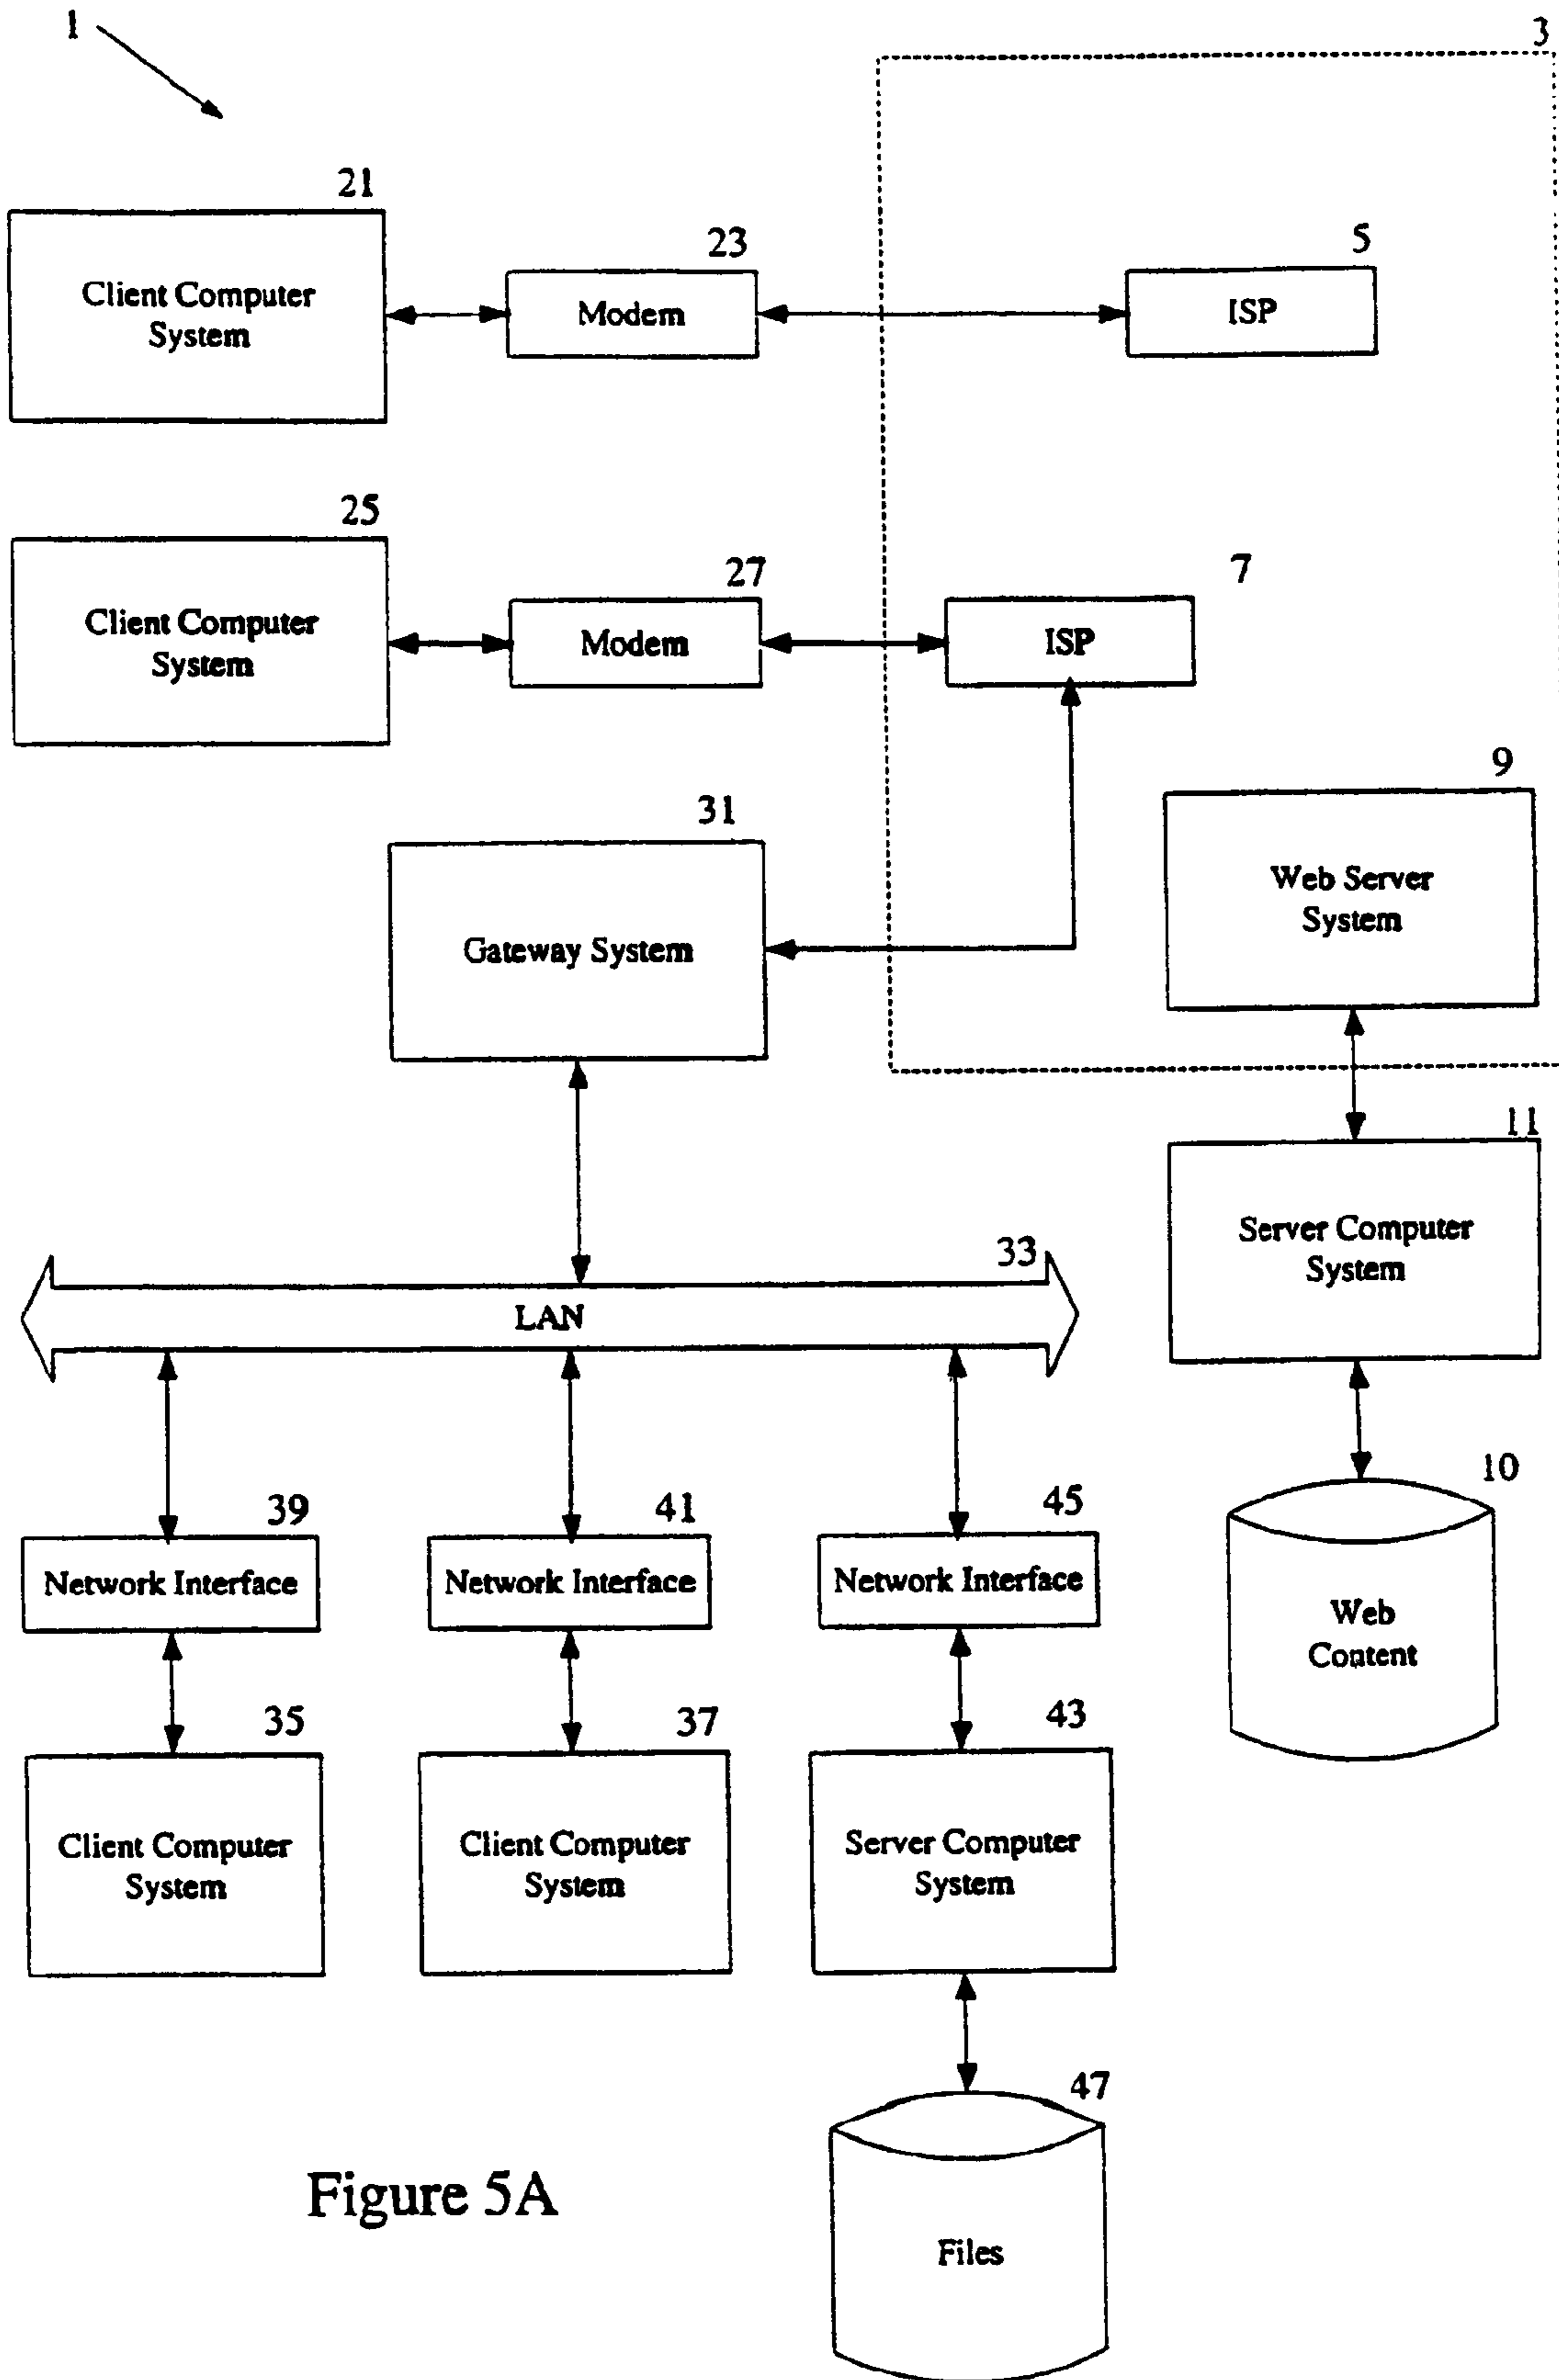 1
3
21
Client Computer
System
23
Modem
5
ISP
25
Client Computer
System
27
Modem
7
ISP
31
Gateway System
9
Web Server
System
11
Server Computer
System
33
LAN
10
Web
Content
39
Network Interface
41
Network Interface
45
Network Interface
35
Client Computer
System
37
Client Computer
System
43
Server Computer
System
47
Files
Figure 5A